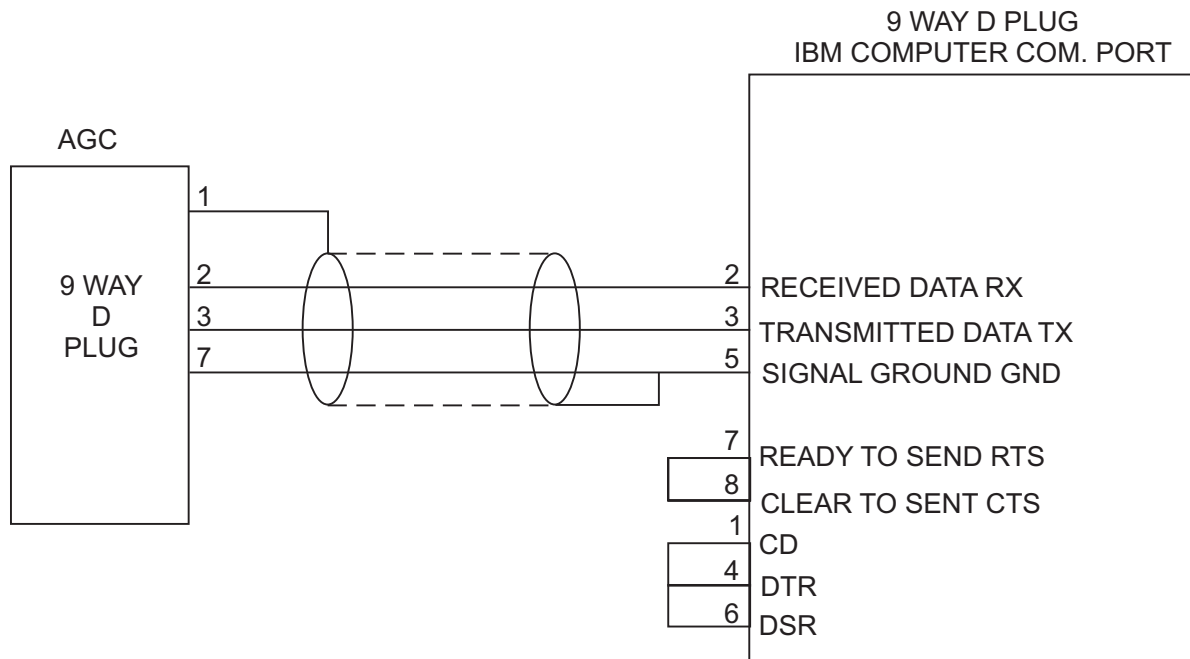 9 WAY D PLUG
IBM COMPUTER COM. PORT
AGC
9 WAY
D
PLUG
1
2
3
7
2 RECEIVED DATA RX
3 TRANSMITTED DATA TX
5 SIGNAL GROUND GND
7 READY TO SEND RTS
8 CLEAR TO SENT CTS
1 CD
4 DTR
6 DSR